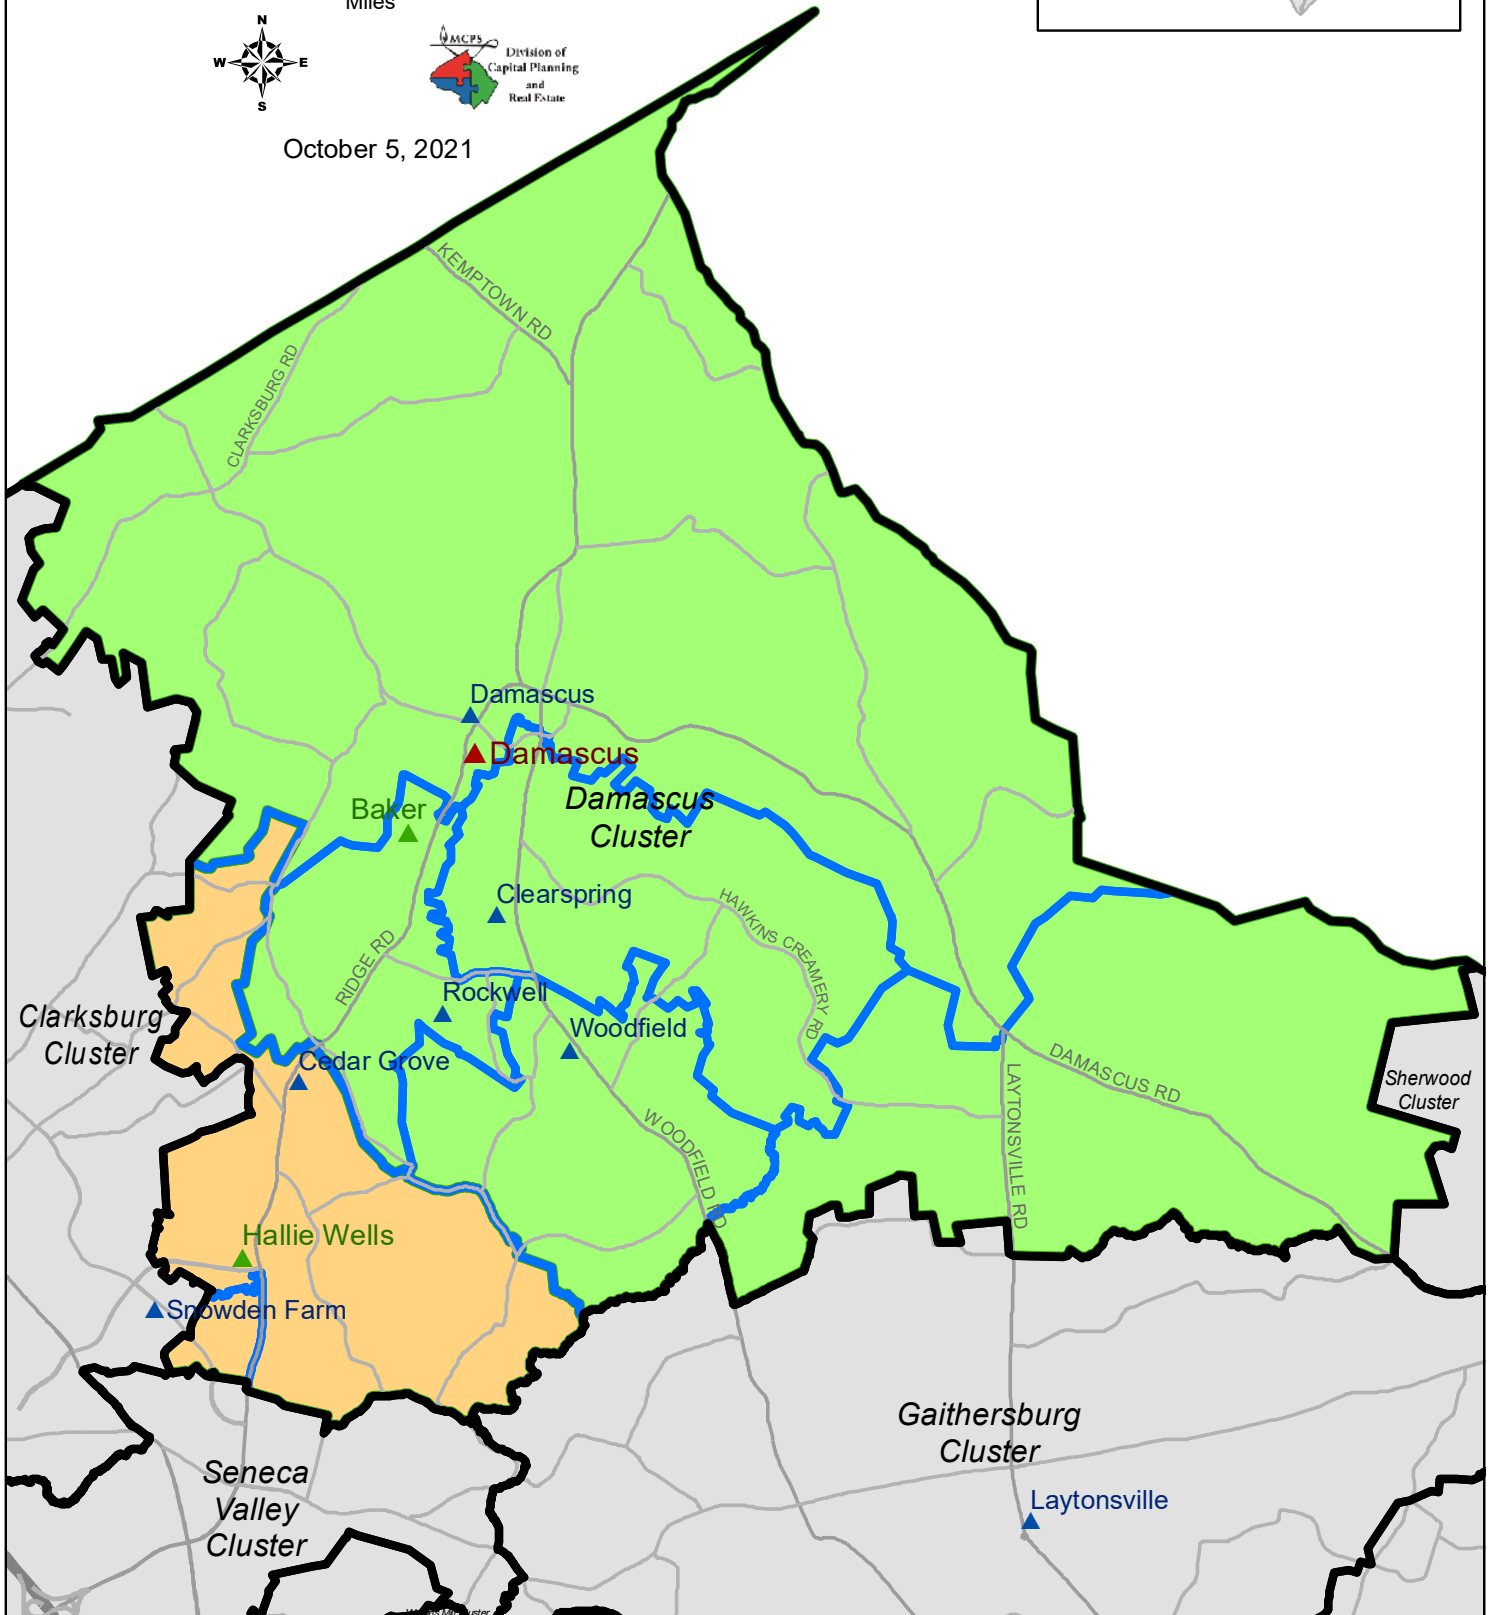 Miles
N
W
E
S
MCPS
Division of
Capital Planning
and
Real Estate
October 5, 2021
KEMPTOWN RD
CLARKSBURG RD
Damascus
Damascus
Damascus
Cluster
Baker
Clearspring
HAWKINS CREAMERY RD
RIDGE RD
Rockwell
Woodfield
Clarksburg
Cluster
Cedar Grove
DAMASCUS RD
Sherwood
Cluster
LAYTONSVILLE RD
WOODFIELD RD
Hallie Wells
Snowden Farm
Gaithersburg
Cluster
Seneca
Valley
Cluster
Laytonsville
Cluster